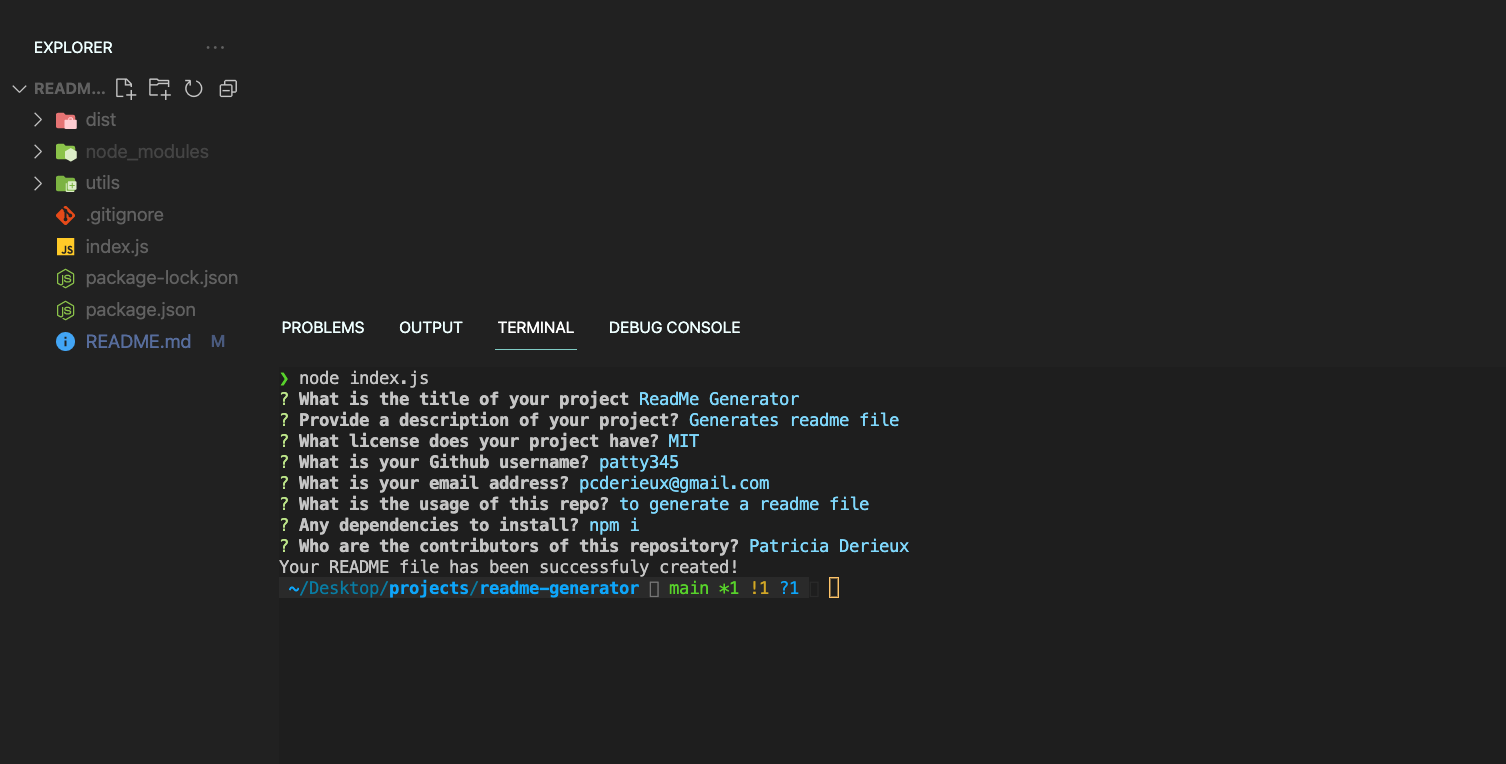 EXPLORER ...
READM...
dist
node_modules
utils
.gitignore
JS index.js
JS package-lock.json
JS package.json
i README.md M
PROBLEMS OUTPUT TERMINAL DEBUG CONSOLE
❯ node index.js
? What is the title of your project ReadMe Generator
? Provide a description of your project? Generates readme file
? What license does your project have? MIT
? What is your Github username? patty345
? What is your email address? pcderieux@gmail.com
? What is the usage of this repo? to generate a readme file
? Any dependencies to install? npm i
? Who are the contributors of this repository? Patricia Derieux
Your README file has been successfuly created!
~/Desktop/projects/readme-generator main *1 !1 ?1